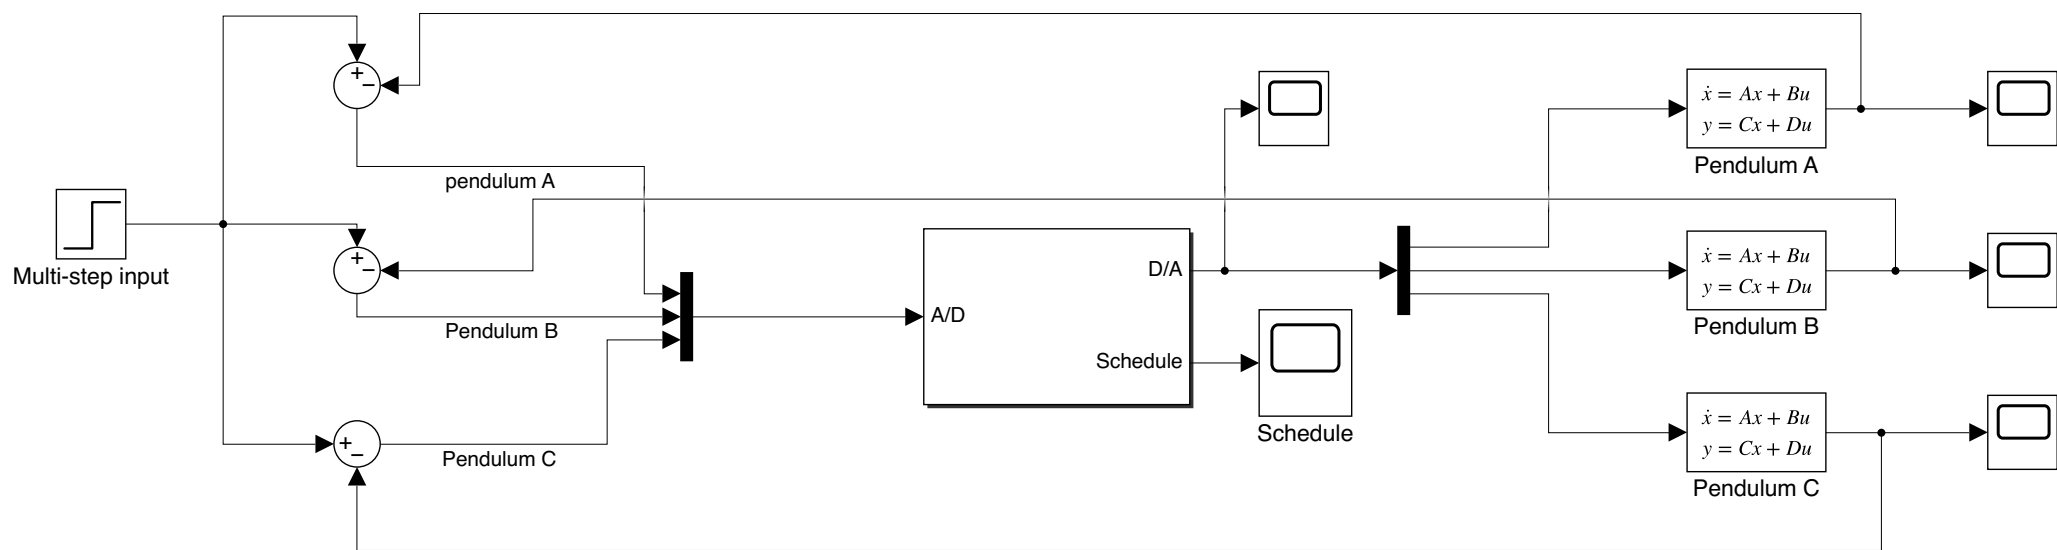 +
−
ẋ = Ax + Bu
y = Cx + Du
Pendulum A
pendulum A
Multi-step input
+
−
Pendulum B
A/D
D/A
Schedule
Schedule
ẋ = Ax + Bu
y = Cx + Du
Pendulum B
+
−
Pendulum C
ẋ = Ax + Bu
y = Cx + Du
Pendulum C